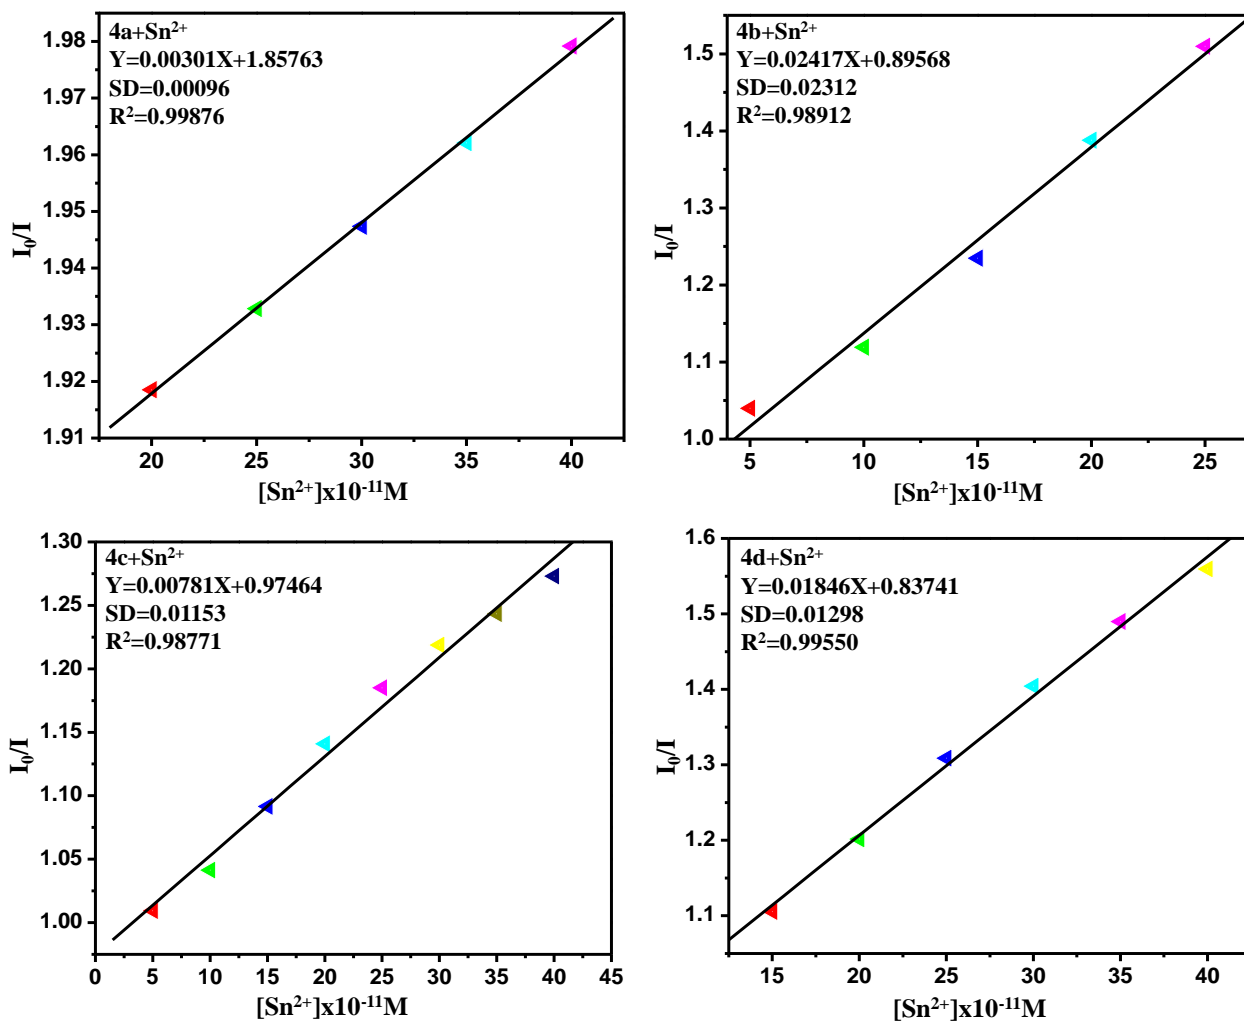 4a+Sn²⁺
Y=0.00301X+1.85763
SD=0.00096
R²=0.99876
1.98
1.97
1.96
1.95
1.94
1.93
1.92
1.91
I₀/I
20 25 30 35 40
[Sn²⁺]x10⁻¹¹M
4b+Sn²⁺
Y=0.02417X+0.89568
SD=0.02312
R²=0.98912
1.5
1.4
1.3
1.2
1.1
1.0
I₀/I
5 10 15 20 25
[Sn²⁺]x10⁻¹¹M
4c+Sn²⁺
Y=0.00781X+0.97464
SD=0.01153
R²=0.98771
1.30
1.25
1.20
1.15
1.10
1.05
1.00
I₀/I
0 5 10 15 20 25 30 35 40 45
[Sn²⁺]x10⁻¹¹M
4d+Sn²⁺
Y=0.01846X+0.83741
SD=0.01298
R²=0.99550
1.6
1.5
1.4
1.3
1.2
1.1
I₀/I
15 20 25 30 35 40
[Sn²⁺]x10⁻¹¹M